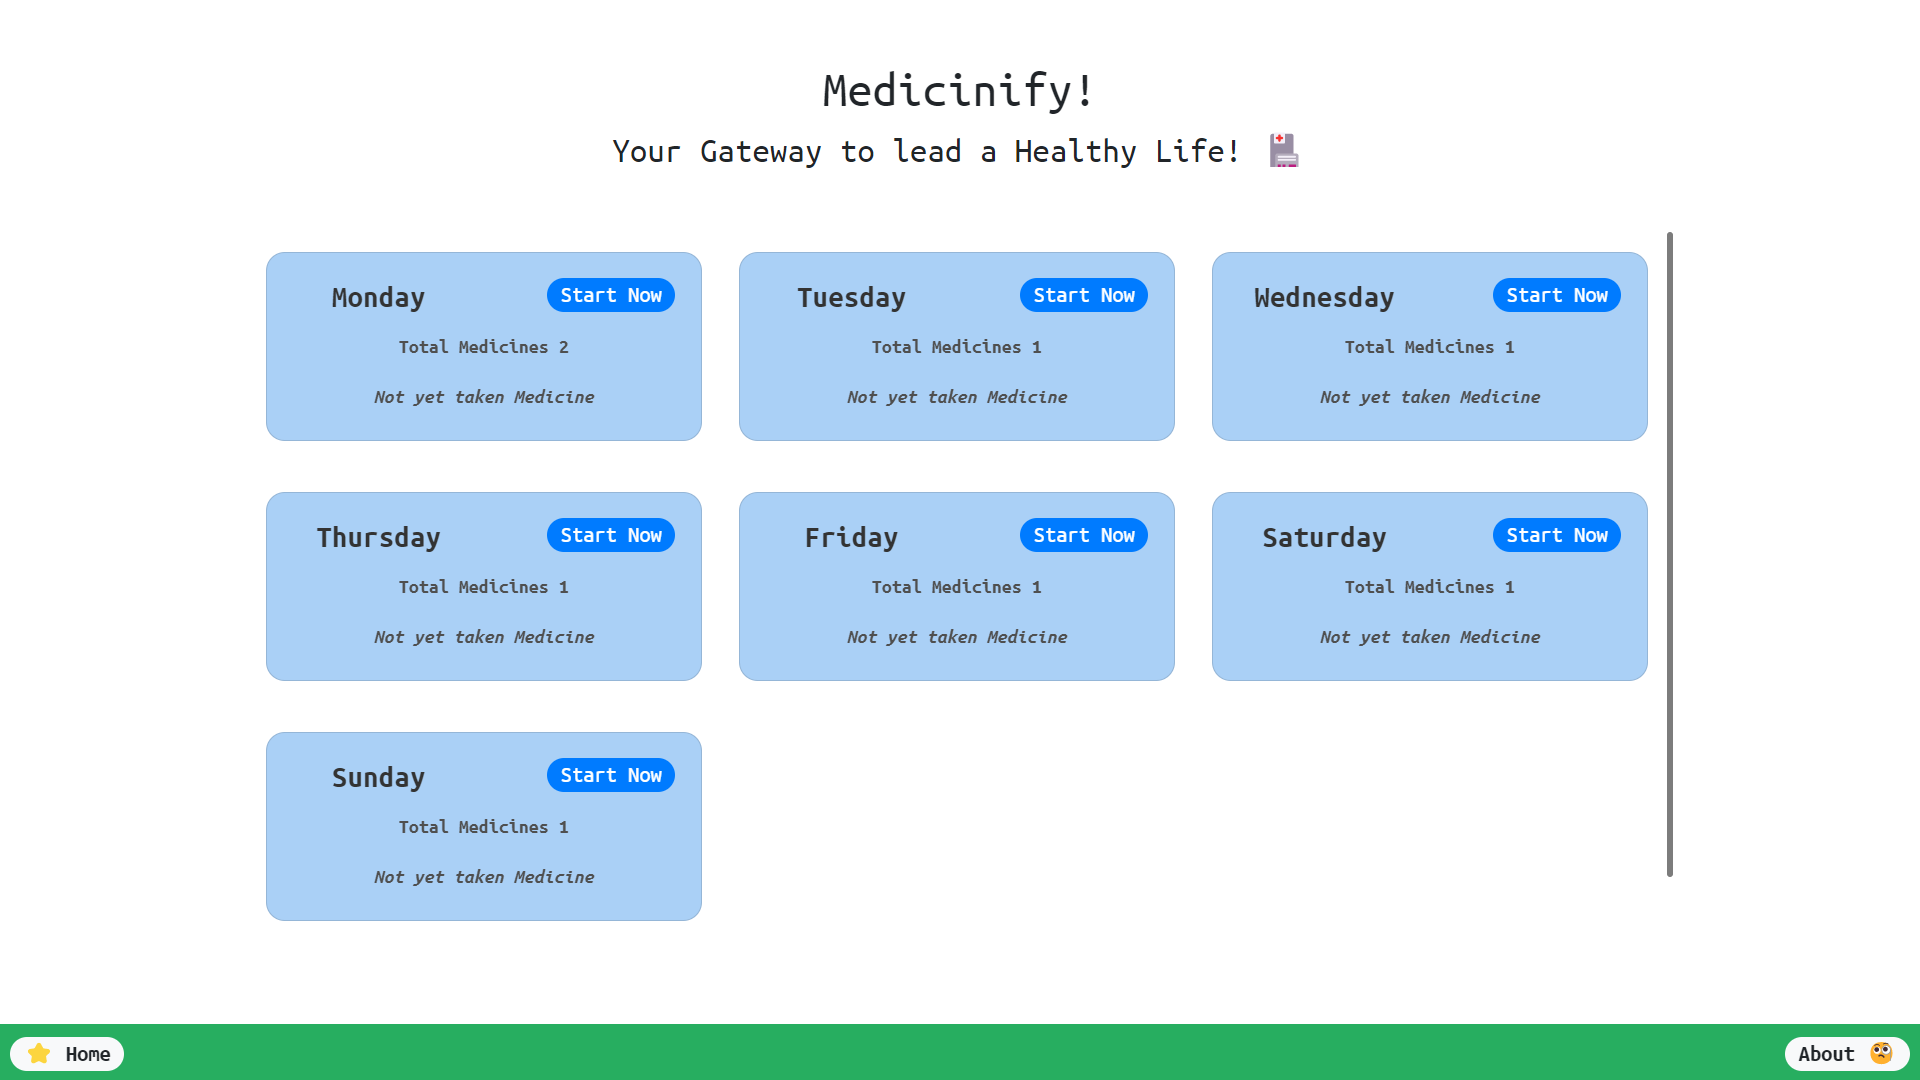 Medicinify!
Your Gateway to lead a Healthy Life!
Monday
Start Now
Total Medicines 2
Not yet taken Medicine
Tuesday
Start Now
Total Medicines 1
Not yet taken Medicine
Wednesday
Start Now
Total Medicines 1
Not yet taken Medicine
Thursday
Start Now
Total Medicines 1
Not yet taken Medicine
Friday
Start Now
Total Medicines 1
Not yet taken Medicine
Saturday
Start Now
Total Medicines 1
Not yet taken Medicine
Sunday
Start Now
Total Medicines 1
Not yet taken Medicine
Home
About